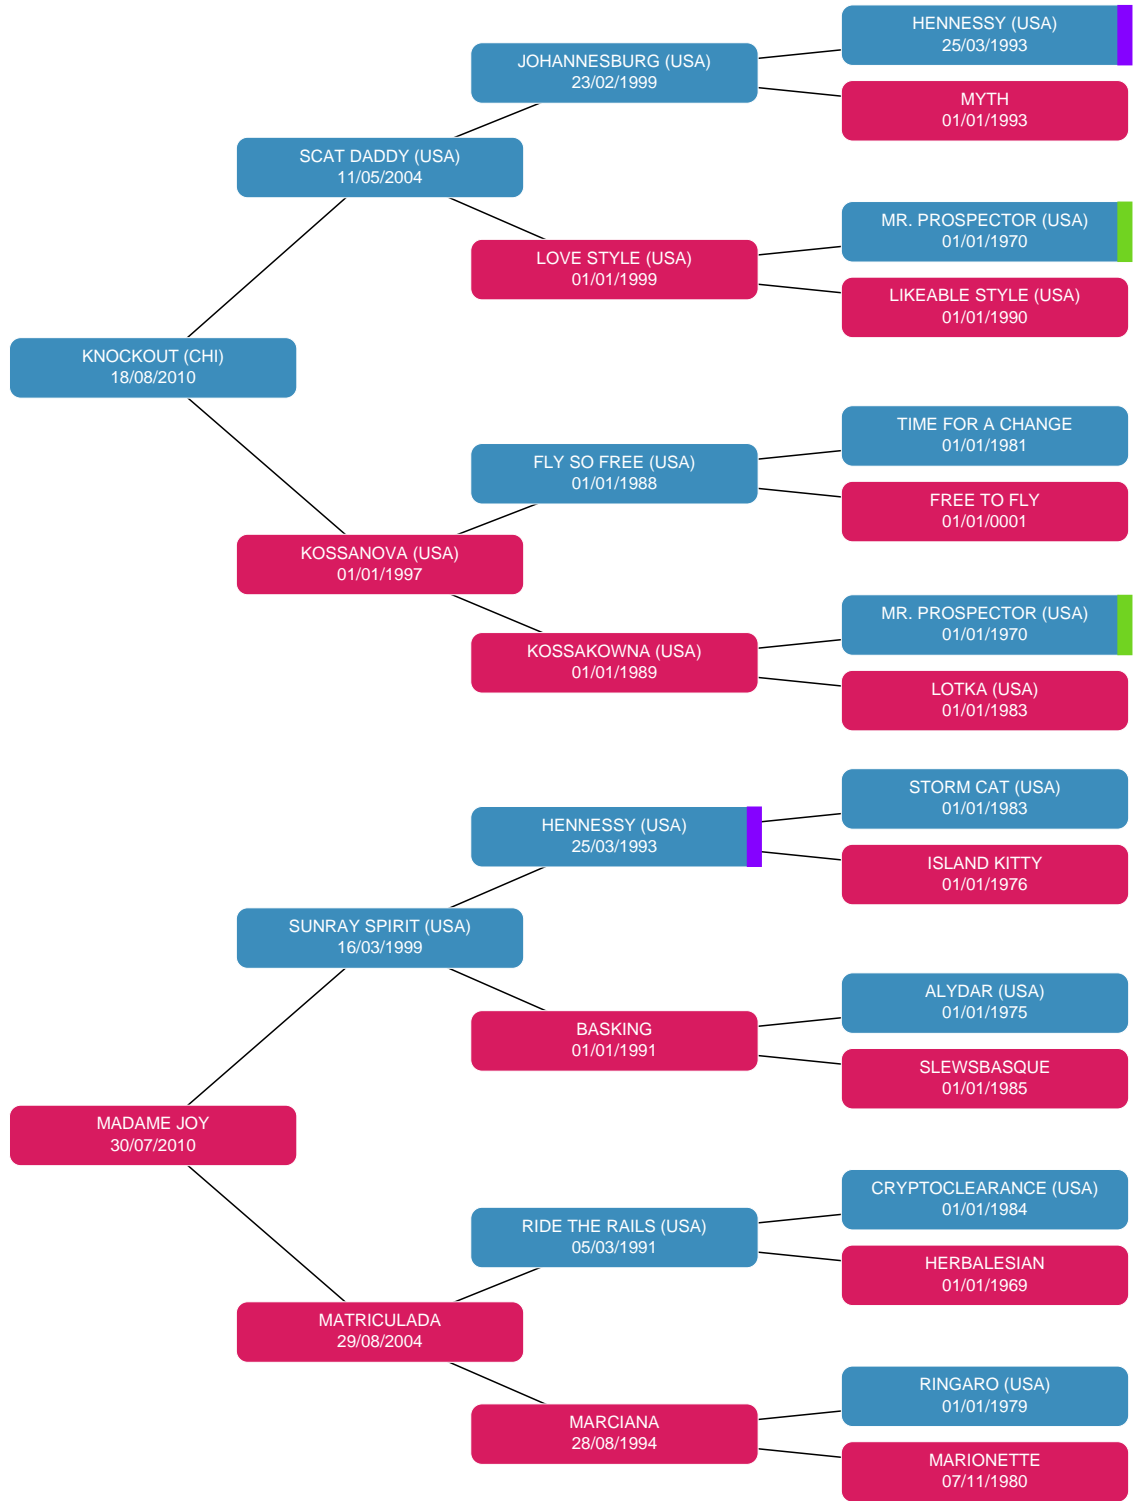 HENNESSY (USA)
25/03/1993
JOHANNESBURG (USA)
23/02/1999
MYTH
01/01/1993
SCAT DADDY (USA)
11/05/2004
MR. PROSPECTOR (USA)
01/01/1970
LOVE STYLE (USA)
01/01/1999
LIKEABLE STYLE (USA)
01/01/1990
KNOCKOUT (CHI)
18/08/2010
TIME FOR A CHANGE
01/01/1981
FLY SO FREE (USA)
01/01/1988
FREE TO FLY
01/01/0001
KOSSANOVA (USA)
01/01/1997
MR. PROSPECTOR (USA)
01/01/1970
KOSSAKOWNA (USA)
01/01/1989
LOTKA (USA)
01/01/1983
STORM CAT (USA)
01/01/1983
HENNESSY (USA)
25/03/1993
ISLAND KITTY
01/01/1976
SUNRAY SPIRIT (USA)
16/03/1999
ALYDAR (USA)
01/01/1975
BASKING
01/01/1991
SLEWSBASQUE
01/01/1985
MADAME JOY
30/07/2010
CRYPTOCLEARANCE (USA)
01/01/1984
RIDE THE RAILS (USA)
05/03/1991
HERBALESIAN
01/01/1969
MATRICULADA
29/08/2004
RINGARO (USA)
01/01/1979
MARCIANA
28/08/1994
MARIONETTE
07/11/1980